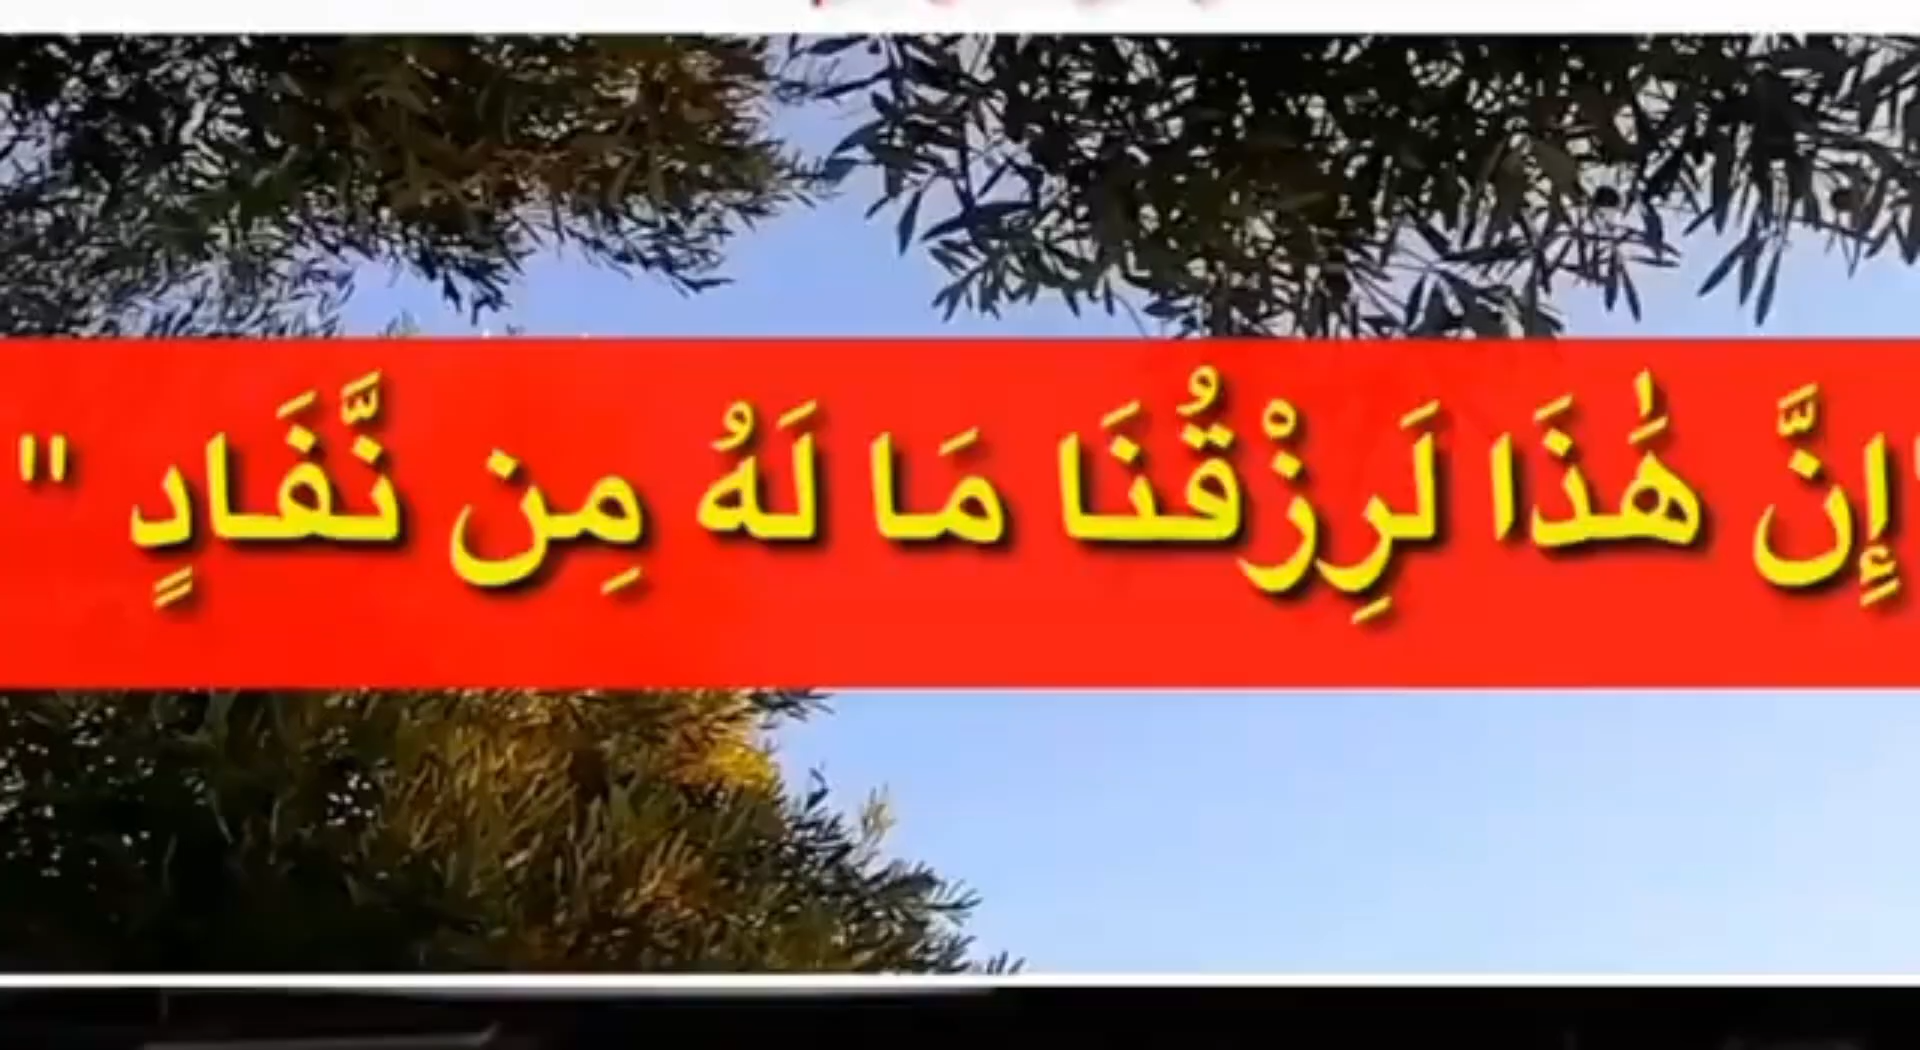 "إِنَّ هَٰذَا لَرِزْقُنَا مَا لَهُ مِن نَّفَادٍ "